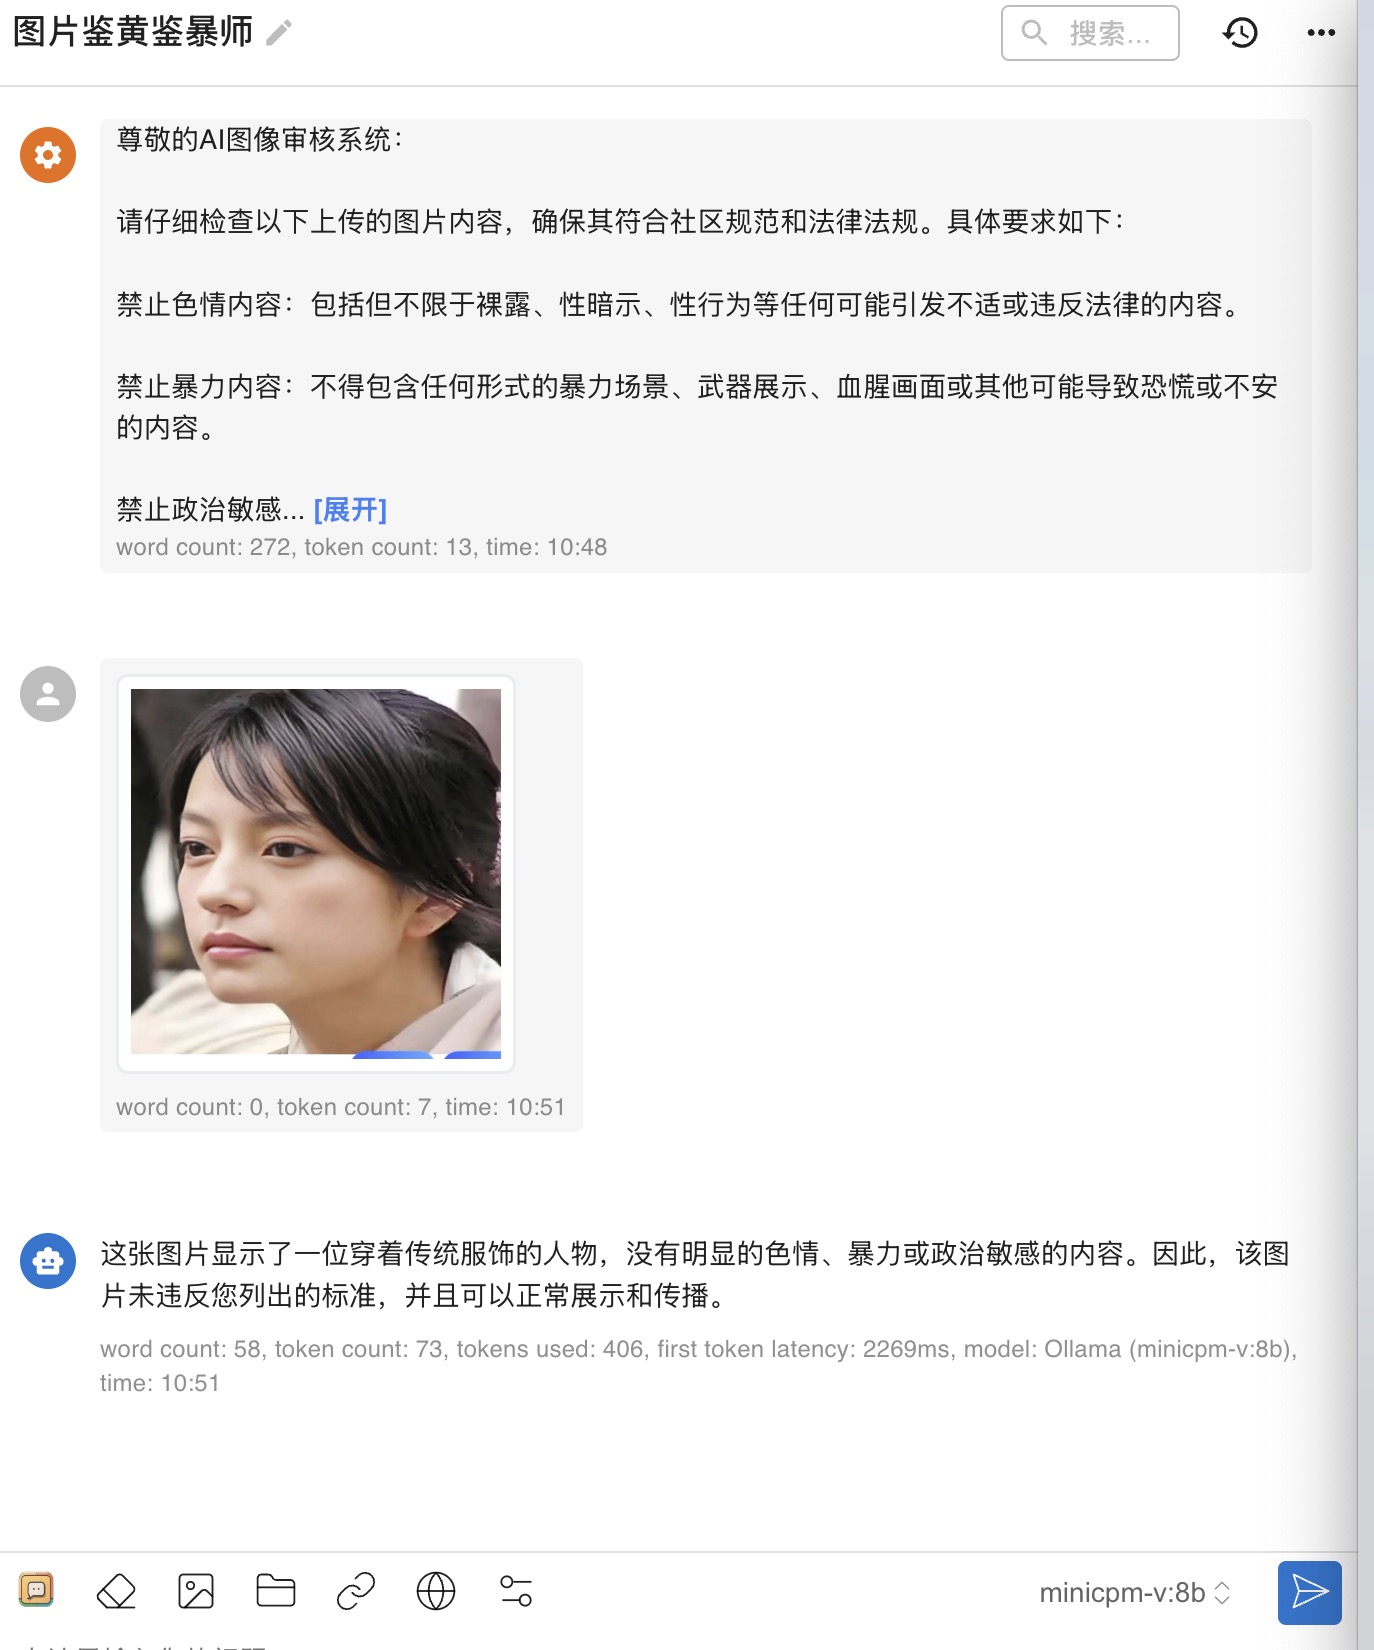 图片鉴黄鉴暴师
搜索...
尊敬的AI图像审核系统：
请仔细检查以下上传的图片内容，确保其符合社区规范和法律法规。具体要求如下：
禁止色情内容：包括但不限于裸露、性暗示、性行为等任何可能引发不适或违反法律的内容。
禁止暴力内容：不得包含任何形式的暴力场景、武器展示、血腥画面或其他可能导致恐慌或不安
的内容。
禁止政治敏感... [展开]
word count: 272, token count: 13, time: 10:48
word count: 0, token count: 7, time: 10:51
这张图片显示了一位穿着传统服饰的人物，没有明显的色情、暴力或政治敏感的内容。因此，该图
片未违反您列出的标准，并且可以正常展示和传播。
word count: 58, token count: 73, tokens used: 406, first token latency: 2269ms, model: Ollama (minicpm-v:8b),
time: 10:51
minicpm-v:8b